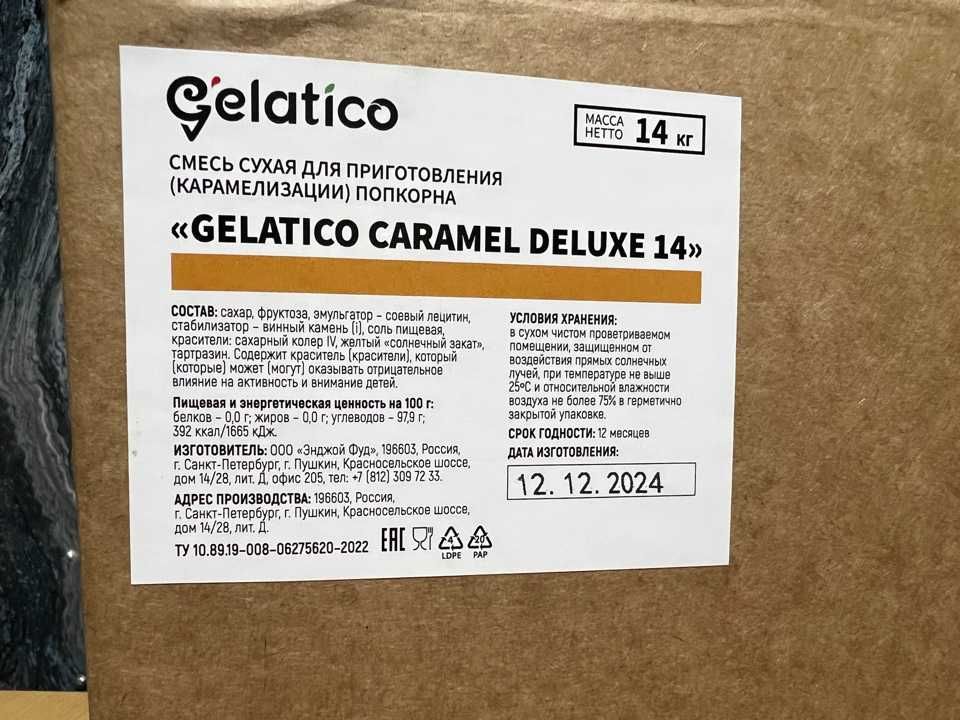 Gelatico
МАССА НЕТТО 14 кг
СМЕСЬ СУХАЯ ДЛЯ ПРИГОТОВЛЕНИЯ
(КАРАМЕЛИЗАЦИИ) ПОПКОРНА
«GELATICO CARAMEL DELUXE 14»
СОСТАВ: сахар, фруктоза, эмульгатор – соевый лецитин,
стабилизатор – винный камень (i), соль пищевая,
красители: сахарный колер IV, желтый «солнечный закат»,
тартразин. Содержит краситель (красители), который
(которые) может (могут) оказывать отрицательное
влияние на активность и внимание детей.
Пищевая и энергетическая ценность на 100 г:
белков – 0,0 г; жиров – 0,0 г; углеводов – 97,9 г;
392 ккал/1665 кДж.
ИЗГОТОВИТЕЛЬ: ООО «Энджой Фуд», 196603, Россия,
г. Санкт-Петербург, г. Пушкин, Красносельское шоссе,
дом 14/28, лит. Д, офис 205, тел: +7 (812) 309 72 33.
АДРЕС ПРОИЗВОДСТВА: 196603, Россия,
г. Санкт-Петербург, г. Пушкин, Красносельское шоссе,
дом 14/28, лит. Д.
ТУ 10.89.19-008-06275620-2022
EAC
4
LDPE
20
PAP
УСЛОВИЯ ХРАНЕНИЯ:
в сухом чистом проветриваемом
помещении, защищенном от
воздействия прямых солнечных
лучей, при температуре не выше
25ºС и относительной влажности
воздуха не более 75% в герметично
закрытой упаковке.
СРОК ГОДНОСТИ: 12 месяцев
ДАТА ИЗГОТОВЛЕНИЯ:
12. 12. 2024